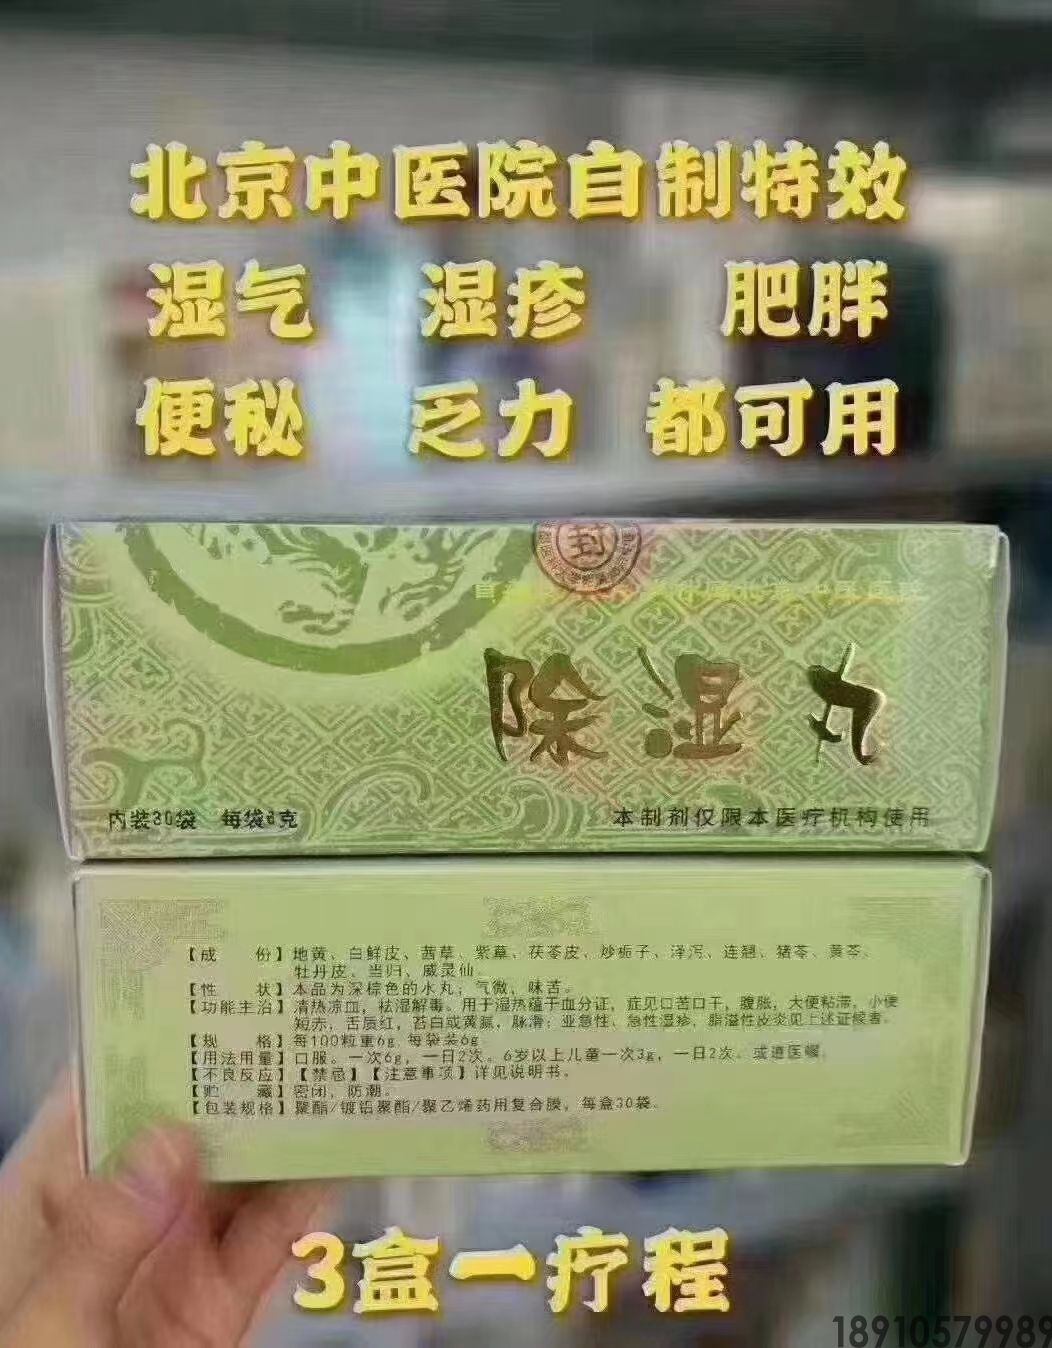 北京中医院自制特效
湿气 湿疹 肥胖
便秘 乏力 都可用
封
除湿丸
内装30袋 每袋6克
本制剂仅限本医疗机构使用
【成 份】地黄、白鲜皮、茜草、紫草、茯苓皮、炒栀子、泽泻、连翘、猪苓、黄芩、
牡丹皮、当归、威灵仙。
【性 状】本品为深棕色的水丸；气微，味苦。
【功能主治】清热凉血，祛湿解毒。用于湿热蕴于血分证，症见口苦口干，腹胀，大便粘滞，小便
短赤，舌质红，苔白或黄腻，脉滑；亚急性、急性湿疹，脂溢性皮炎见上述证候者。
【规 格】每100粒重6g，每袋装6g
【用法用量】口服。一次6g，一日2次。6岁以上儿童一次3g，一日2次。或遵医嘱。
【不良反应】【禁忌】【注意事项】详见说明书。
【贮 藏】密闭，防潮。
【包装规格】聚酯/镀铝聚酯/聚乙烯药用复合膜，每盒30袋。
3盒一疗程
18910579989